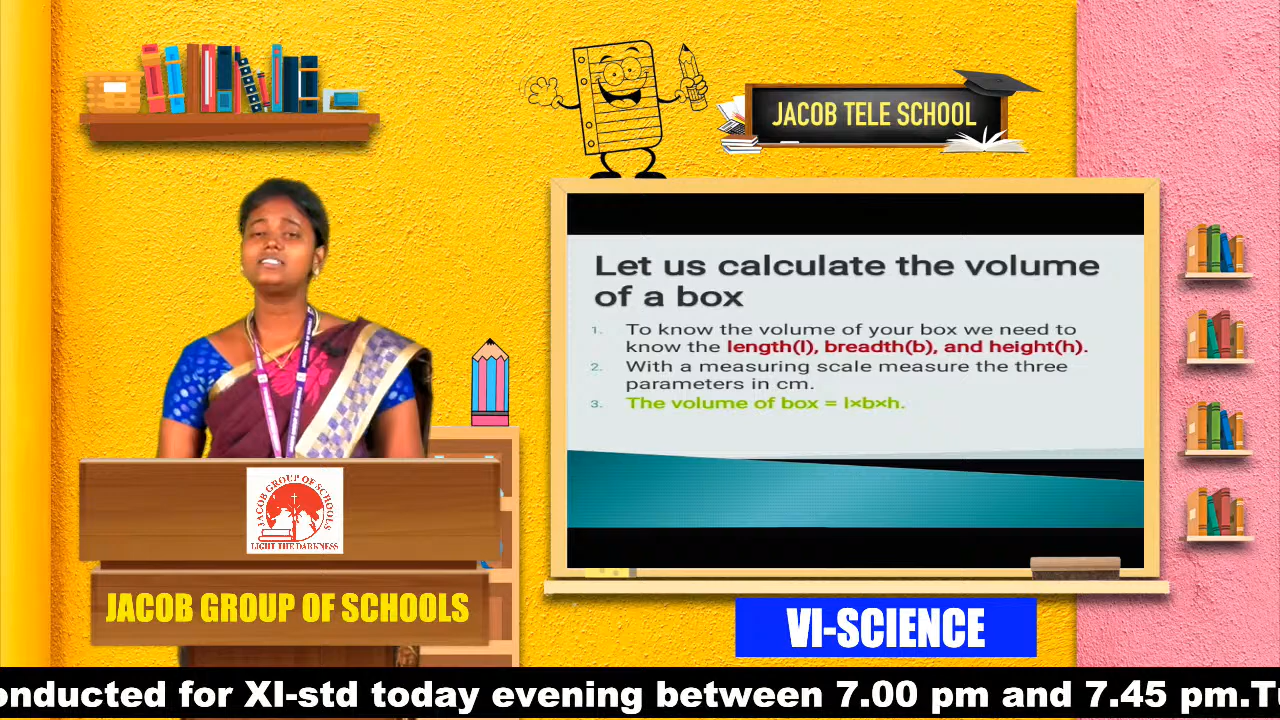 JACOB TELE SCHOOL
Let us calculate the volume
of a box
1. To know the volume of your box we need to
know the length(l), breadth(b), and height(h).
2. With a measuring scale measure the three
parameters in cm.
3. The volume of box = l×b×h.
JACOB GROUP OF SCHOOLS
LIGHT THE DARKNESS
JACOB GROUP OF SCHOOLS
VI-SCIENCE
for XI-std today evening between 7.00 pm and 7.45 pm.